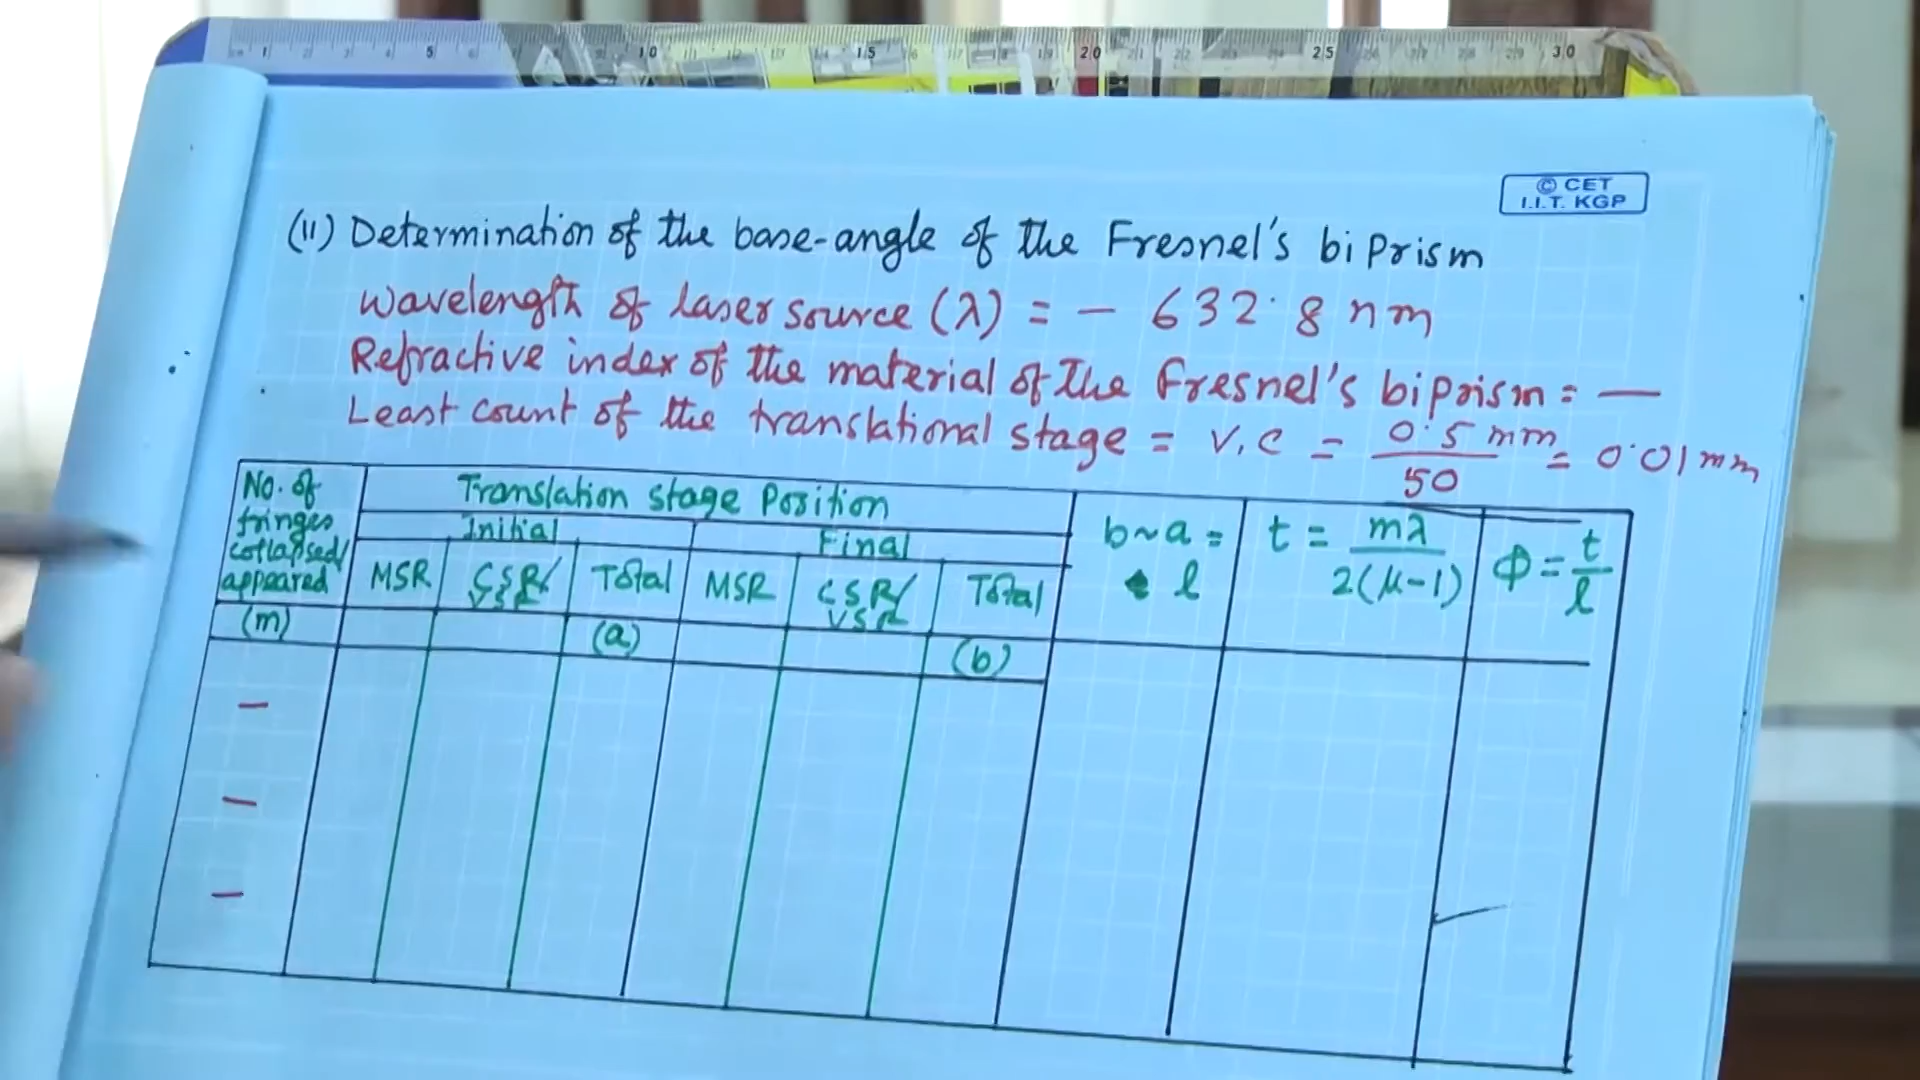 © CET
I.I.T. KGP
(11) Determination of the base-angle of the Fresnel's biprism
Wavelength of laser source (λ) = — 632.8 nm
Refractive index of the material of the Fresnel's biprism = —
Least count of the translational stage = V.C = 0.5 mm / 50 = 0.01 mm
No. of fringes collapsed/ appeared
Translation stage Position
Initial
Final
MSR
CSR/ VSR
Total
MSR
CSR/ VSR
Total
b~a = l
t = mλ / 2(μ-1)
Φ = t / l
(m)
(a)
(b)
—
—
—